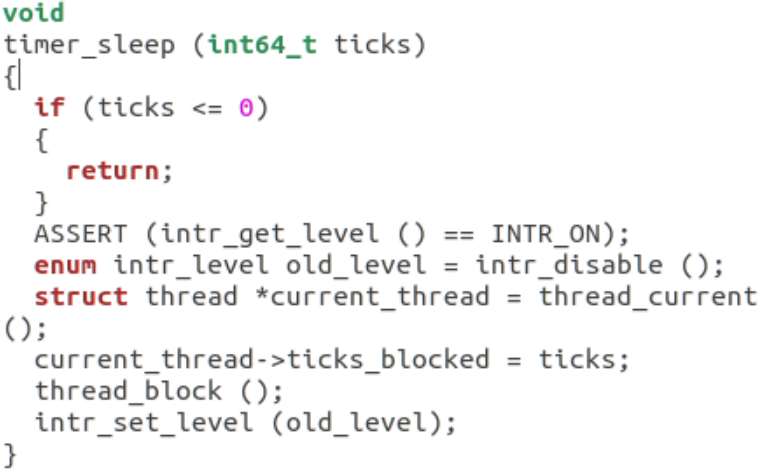 void
timer_sleep (int64_t ticks)
{
  if (ticks <= 0)
  {
    return;
  }
  ASSERT (intr_get_level () == INTR_ON);
  enum intr_level old_level = intr_disable ();
  struct thread *current_thread = thread_current
();
  current_thread->ticks_blocked = ticks;
  thread_block ();
  intr_set_level (old_level);
}